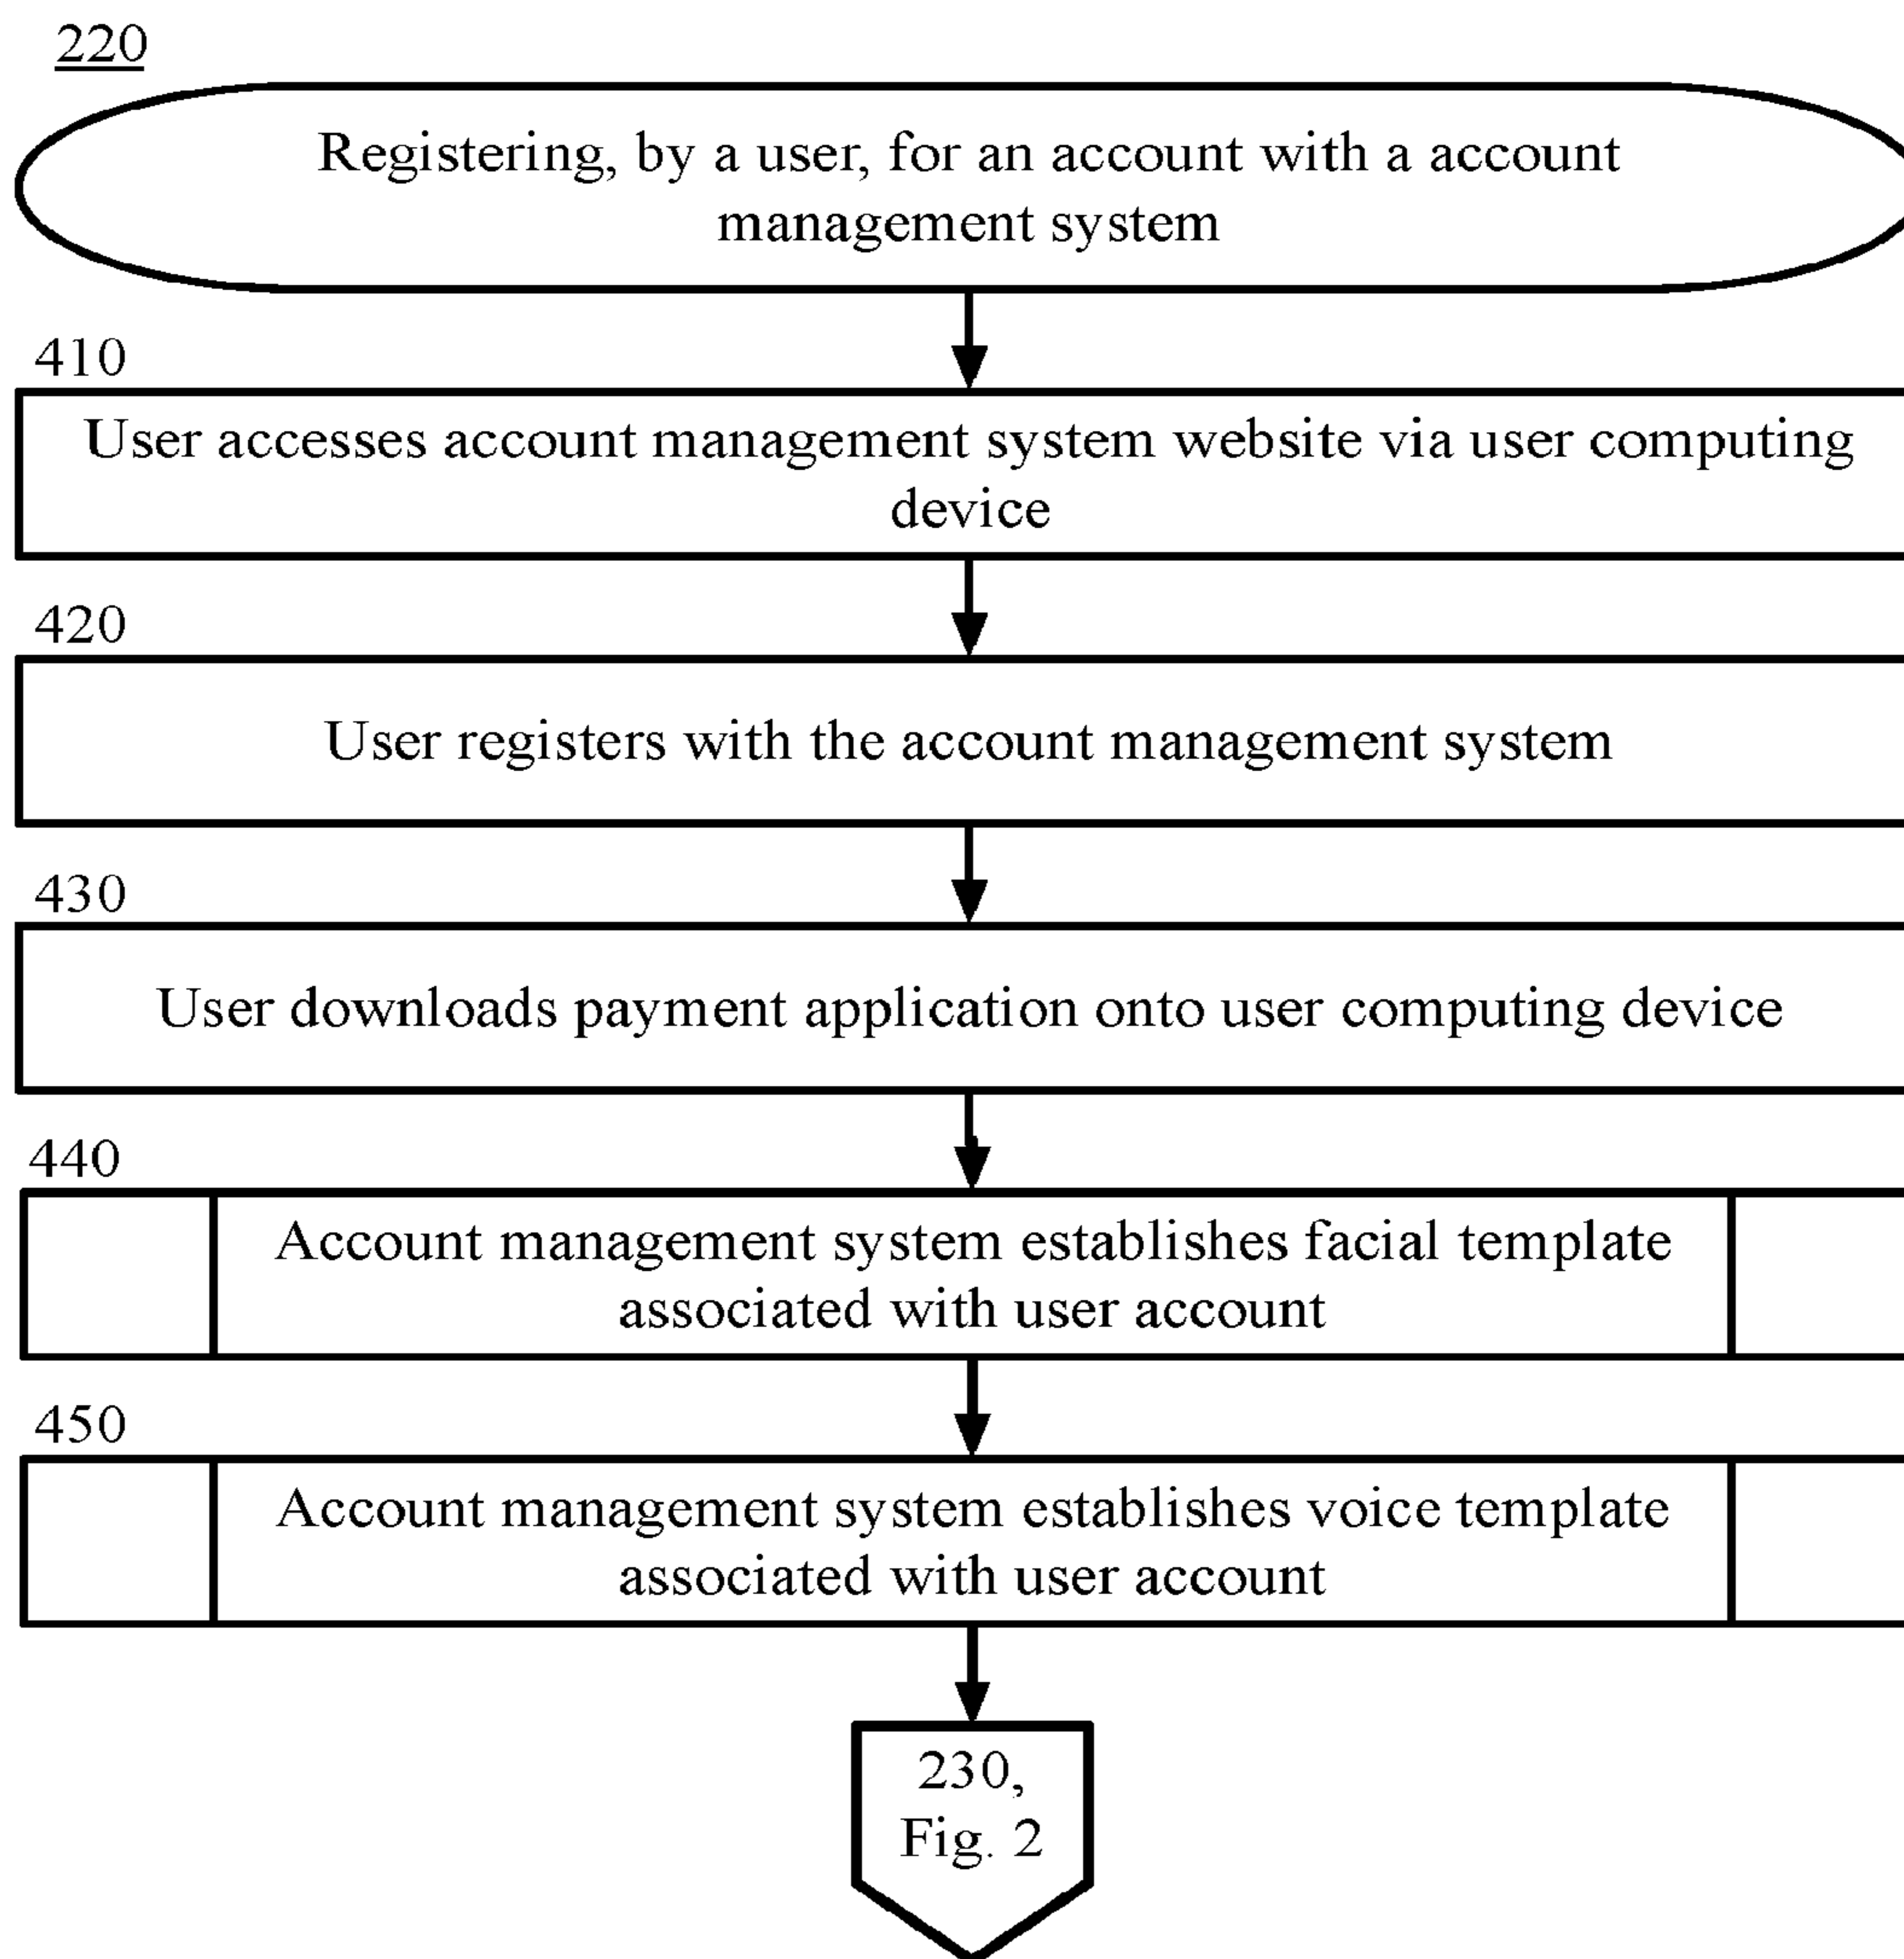 220
Registering, by a user, for an account with a account
management system
410
User accesses account management system website via user computing
device
420
User registers with the account management system
430
User downloads payment application onto user computing device
440
Account management system establishes facial template
associated with user account
450
Account management system establishes voice template
associated with user account
230,
Fig. 2